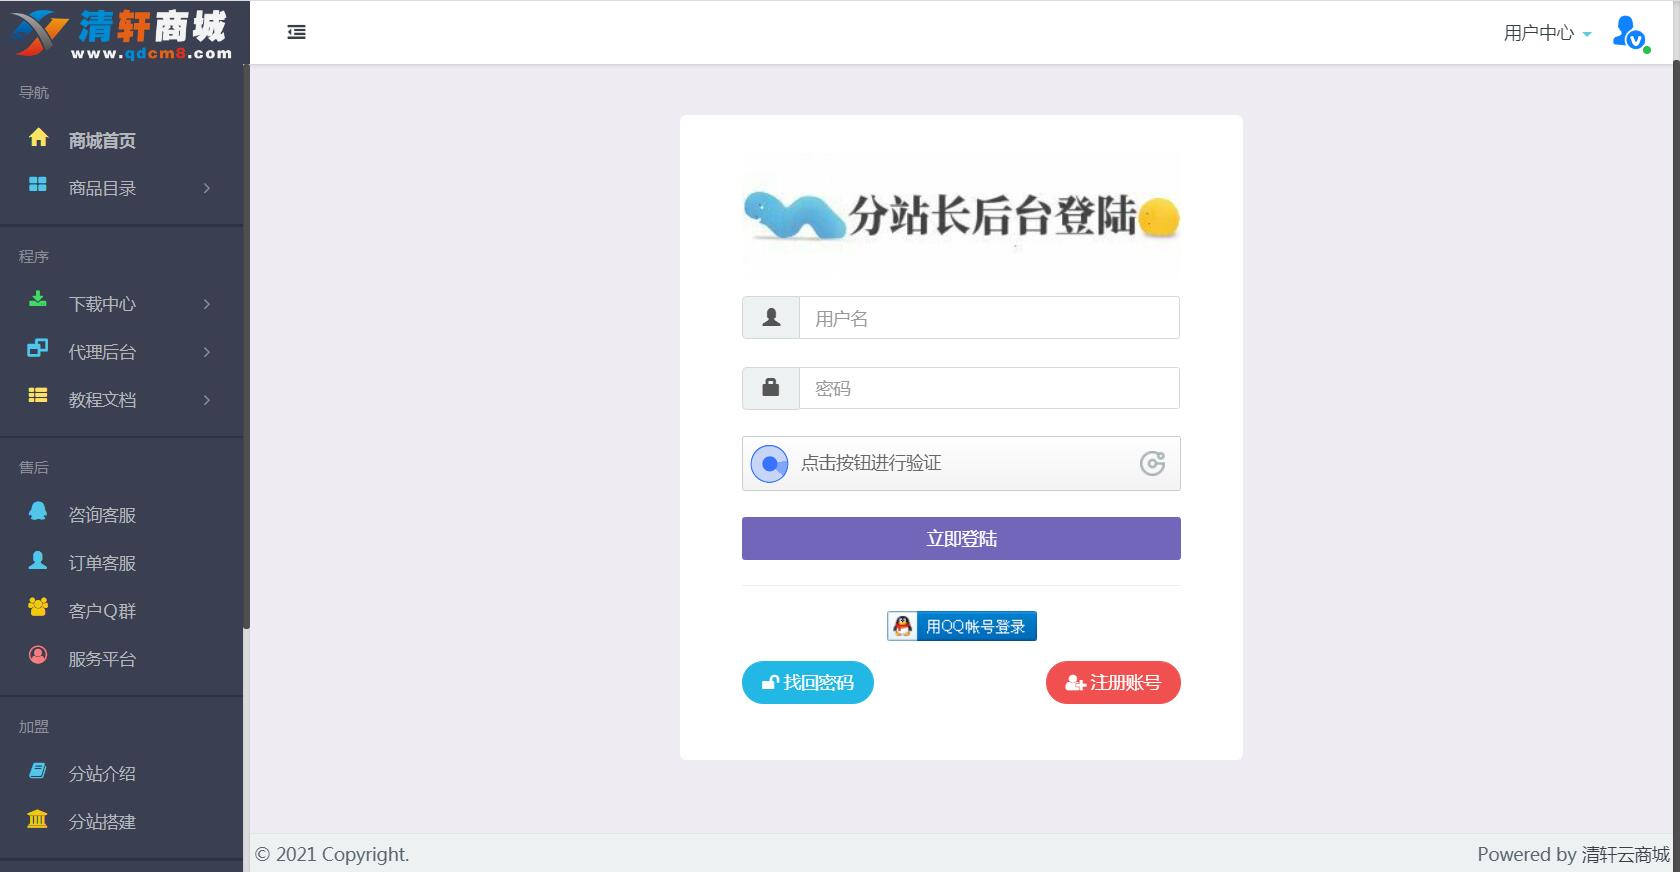 清轩商城
www.qdcm8.com
用户中心
导航
商城首页
商品目录
程序
下载中心
代理后台
教程文档
售后
咨询客服
订单客服
客户Q群
服务平台
加盟
分站介绍
分站搭建
分站长后台登陆
用户名
密码
点击按钮进行验证
立即登陆
用QQ帐号登录
找回密码
注册账号
© 2021 Copyright.
Powered by 清轩云商城